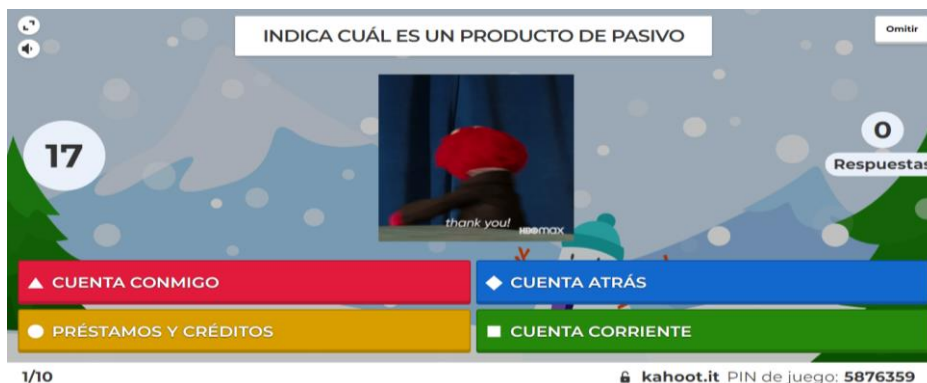 INDICA CUÁL ES UN PRODUCTO DE PASIVO
Omitir
17
0
Respuestas
thank you!
HBOmax
▲ CUENTA CONMIGO
◆ CUENTA ATRÁS
● PRÉSTAMOS Y CRÉDITOS
■ CUENTA CORRIENTE
1/10
kahoot.it PIN de juego: 5876359